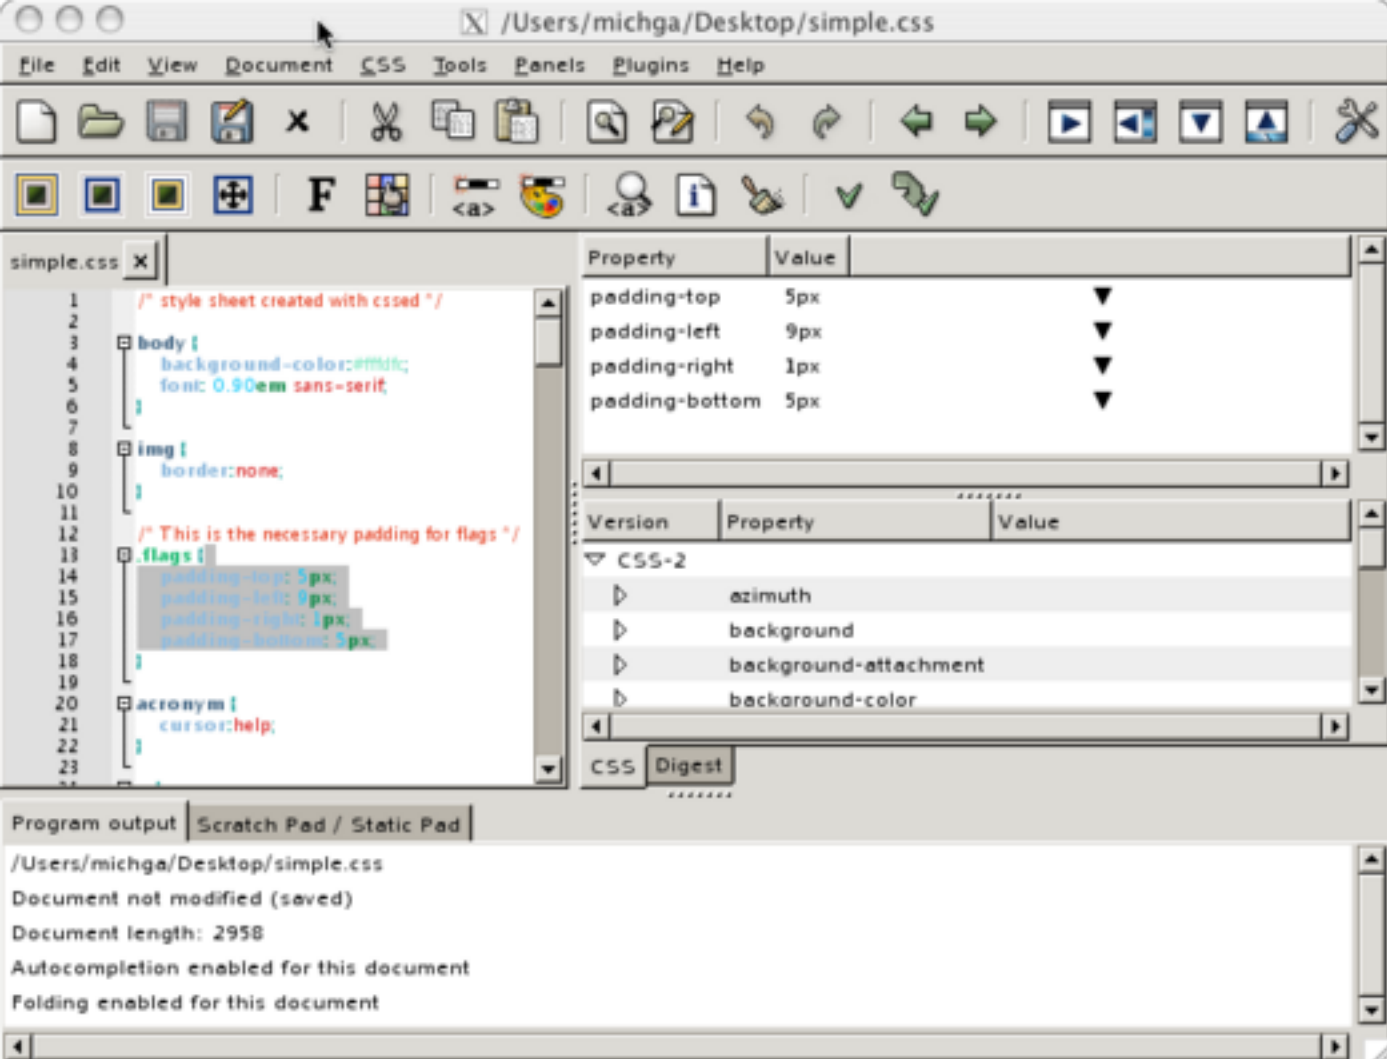 /Users/michga/Desktop/simple.css
File Edit View Document CSS Tools Panels Plugins Help
F <a> <a> i
simple.css
1 /* style sheet created with cssed */
2
3 body {
4 background-color:#fffdfc;
5 font: 0.90em sans-serif;
6 }
7
8 img {
9 border:none;
10 }
11
12 /* This is the necessary padding for flags */
13 .flags {
14 padding-top: 5px;
15 padding-left: 9px;
16 padding-right: 1px;
17 padding-bottom: 5px;
18 }
19
20 acronym {
21 cursor:help;
22 }
23
Property Value
padding-top 5px
padding-left 9px
padding-right 1px
padding-bottom 5px
Version Property Value
CSS-2
azimuth
background
background-attachment
background-color
CSS Digest
Program output Scratch Pad / Static Pad
/Users/michga/Desktop/simple.css
Document not modified (saved)
Document length: 2958
Autocompletion enabled for this document
Folding enabled for this document